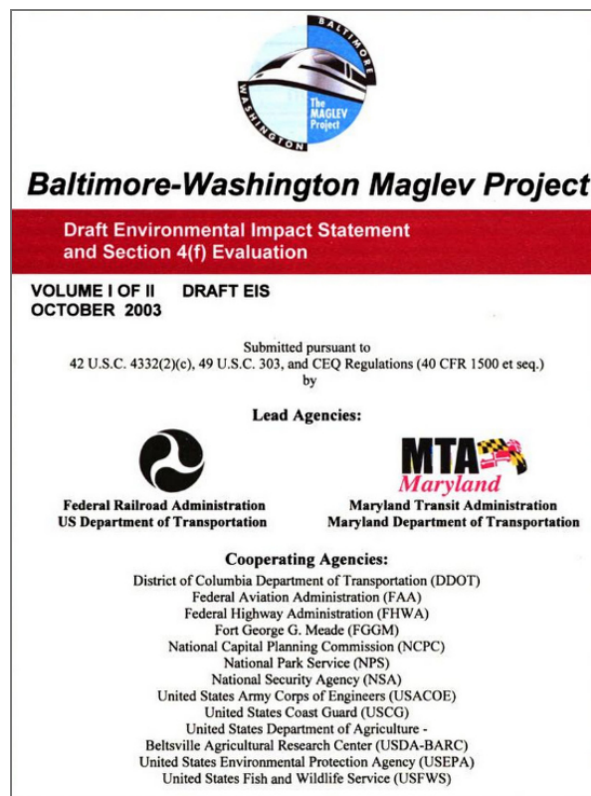 BALTIMORE
WASHINGTON
The
MAGLEV
Project
Baltimore-Washington Maglev Project
Draft Environmental Impact Statement
and Section 4(f) Evaluation
VOLUME I OF II DRAFT EIS
OCTOBER 2003
Submitted pursuant to
42 U.S.C. 4332(2)(c), 49 U.S.C. 303, and CEQ Regulations (40 CFR 1500 et seq.)
by
Lead Agencies:
Federal Railroad Administration
US Department of Transportation
MTA
Maryland
Maryland Transit Administration
Maryland Department of Transportation
Cooperating Agencies:
District of Columbia Department of Transportation (DDOT)
Federal Aviation Administration (FAA)
Federal Highway Administration (FHWA)
Fort George G. Meade (FGGM)
National Capital Planning Commission (NCPC)
National Park Service (NPS)
National Security Agency (NSA)
United States Army Corps of Engineers (USACOE)
United States Coast Guard (USCG)
United States Department of Agriculture -
Beltsville Agricultural Research Center (USDA-BARC)
United States Environmental Protection Agency (USEPA)
United States Fish and Wildlife Service (USFWS)